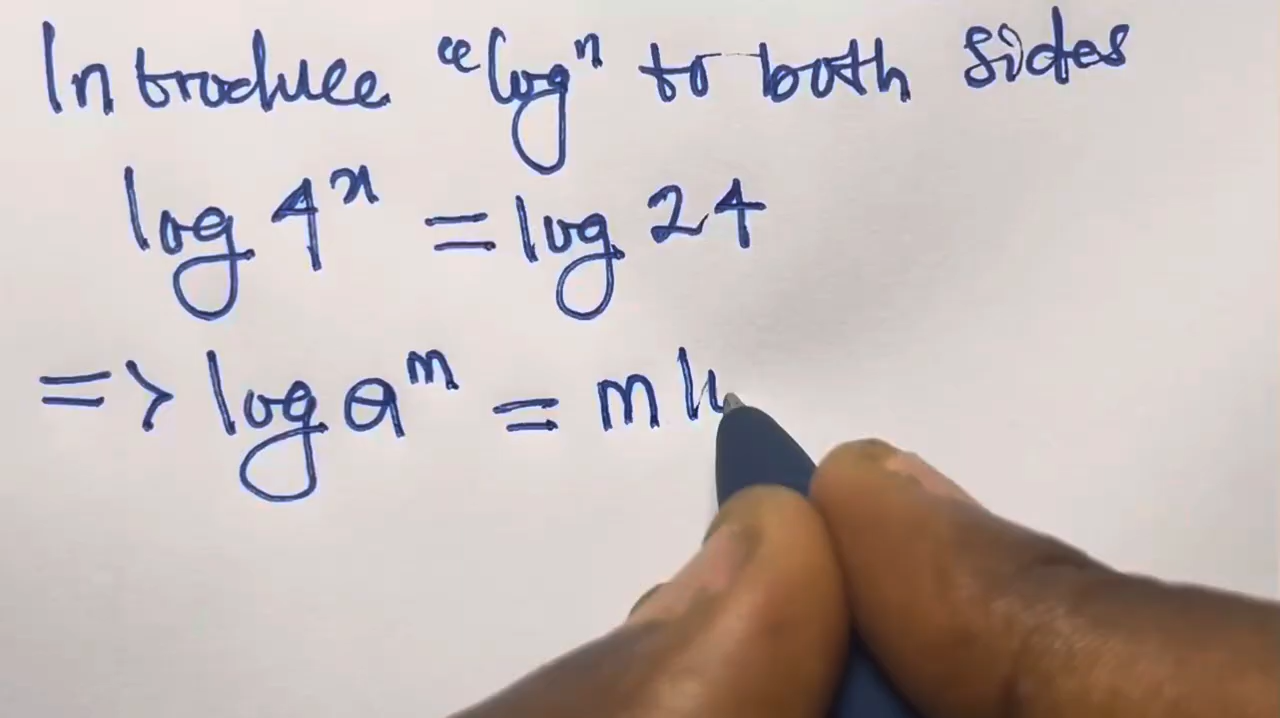 Introduce "log" to both sides
log 4^x = log 24
=> log a^m = m